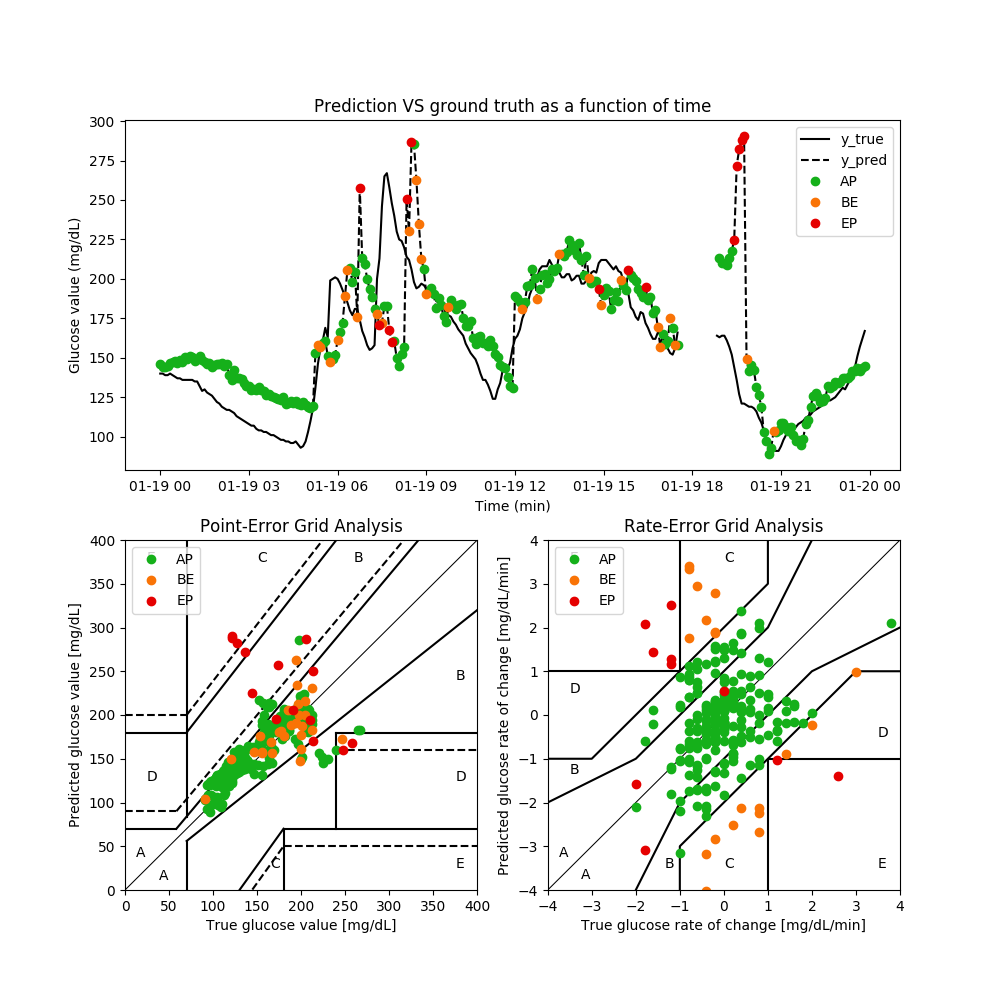 Prediction VS ground truth as a function of time
Glucose value (mg/dL)
300
275
250
225
200
175
150
125
100
y_true
y_pred
AP
BE
EP
01-19 00 01-19 03 01-19 06 01-19 09 01-19 12 01-19 15 01-19 18 01-19 21 01-20 00
Time (min)
Point-Error Grid Analysis
Predicted glucose value [mg/dL]
400
350
300
250
200
150
100
50
0
AP
BE
EP
C
B
B
D
D
A
A
C
E
0 50 100 150 200 250 300 350 400
True glucose value [mg/dL]
Rate-Error Grid Analysis
Predicted glucose rate of change [mg/dL/min]
4
3
2
1
0
−1
−2
−3
−4
AP
BE
EP
C
D
D
B
A
A
B
C
E
−4 −3 −2 −1 0 1 2 3 4
True glucose rate of change [mg/dL/min]